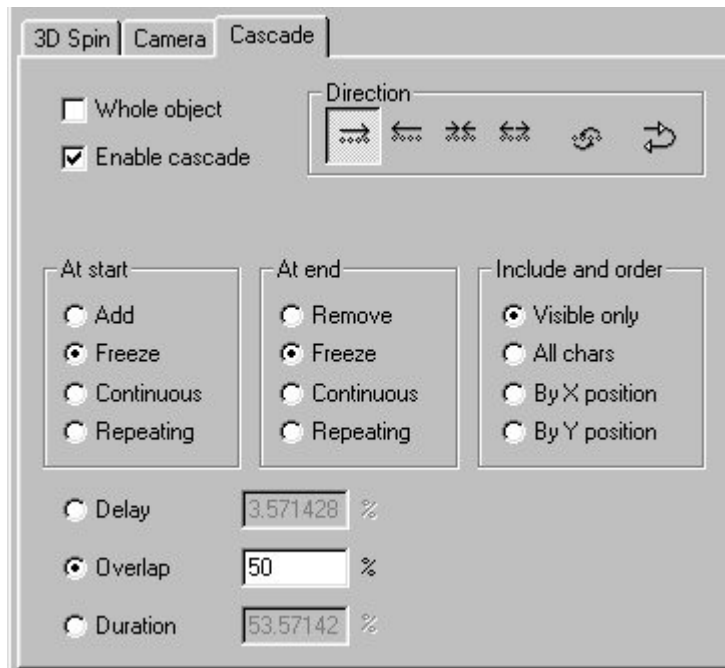 3D Spin Camera Cascade
Whole object
Enable cascade
Direction
At start
Add
Freeze
Continuous
Repeating
At end
Remove
Freeze
Continuous
Repeating
Include and order
Visible only
All chars
By X position
By Y position
Delay 3.571428 %
Overlap 50 %
Duration 53.57142 %